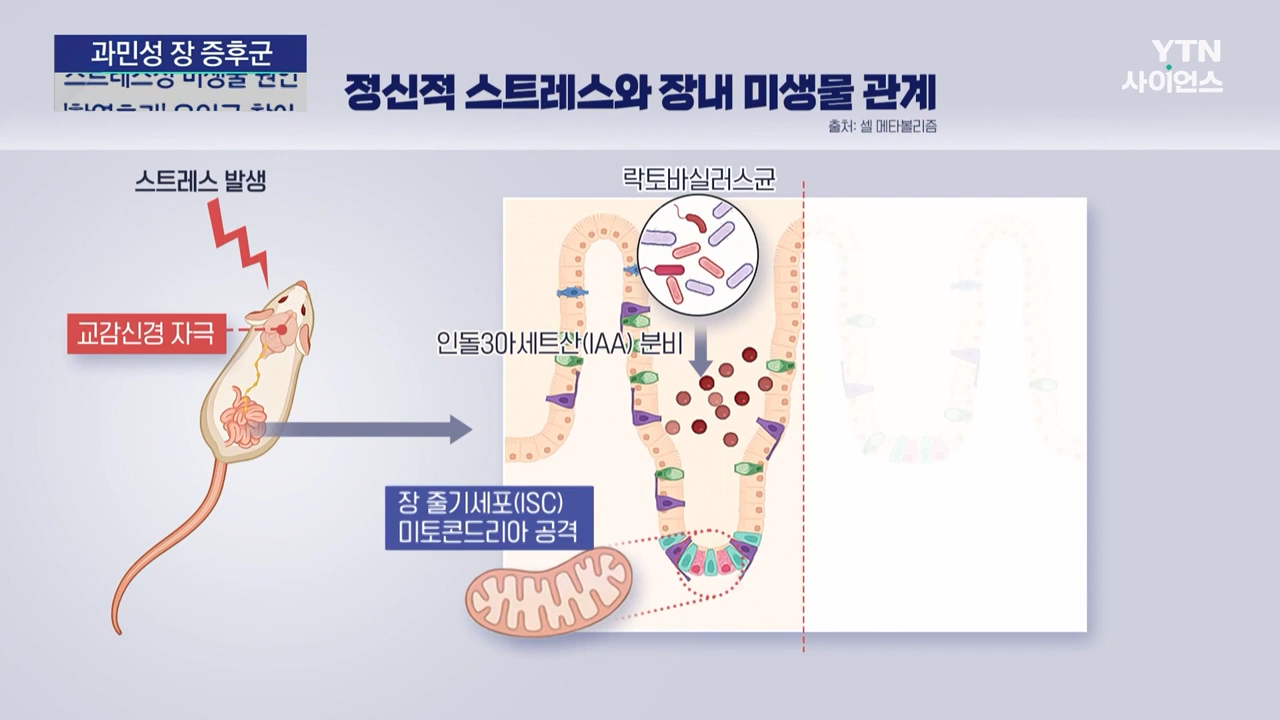 과민성 장 증후군
정신적 스트레스와 장내 미생물 관계
출처: 셀 메타볼리즘
YTN
사이언스
스트레스 발생
교감신경 자극
락토바실러스균
인돌3아세트산(IAA) 분비
장 줄기세포(ISC)
미토콘드리아 공격